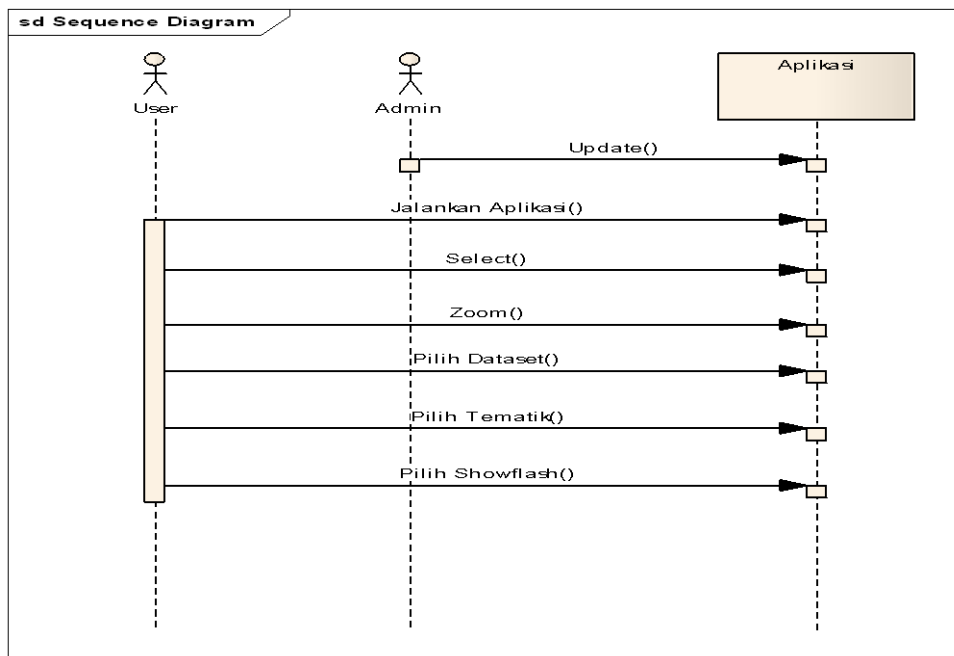 sd Sequence Diagram
User
Admin
Aplikasi
Update()
Jalankan Aplikasi()
Select()
Zoom()
Pilih Dataset()
Pilih Tematik()
Pilih Showflash()